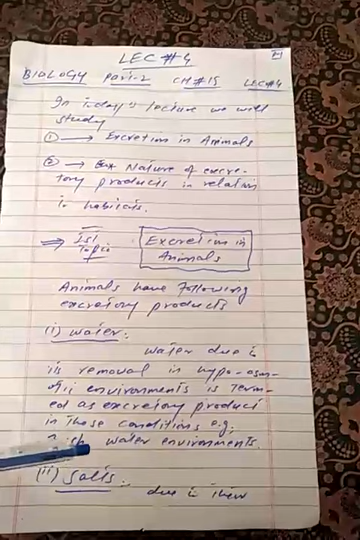 LEC #4
BIOLOGY Part-2 CH#15 LEC#4
In today's lecture we will
study
① → Excretion in Animals
② → Nature of excre-
tory products in relation
to habitats.
⇒ Ist Topic Excretion in
Animals
Animals have following
excretory products
(i) water:
water due to
its removal in hypo-osm-
otic environments is term-
ed as excretory product
in these conditions e.g.
water environments.
(ii) Salts:
due to their